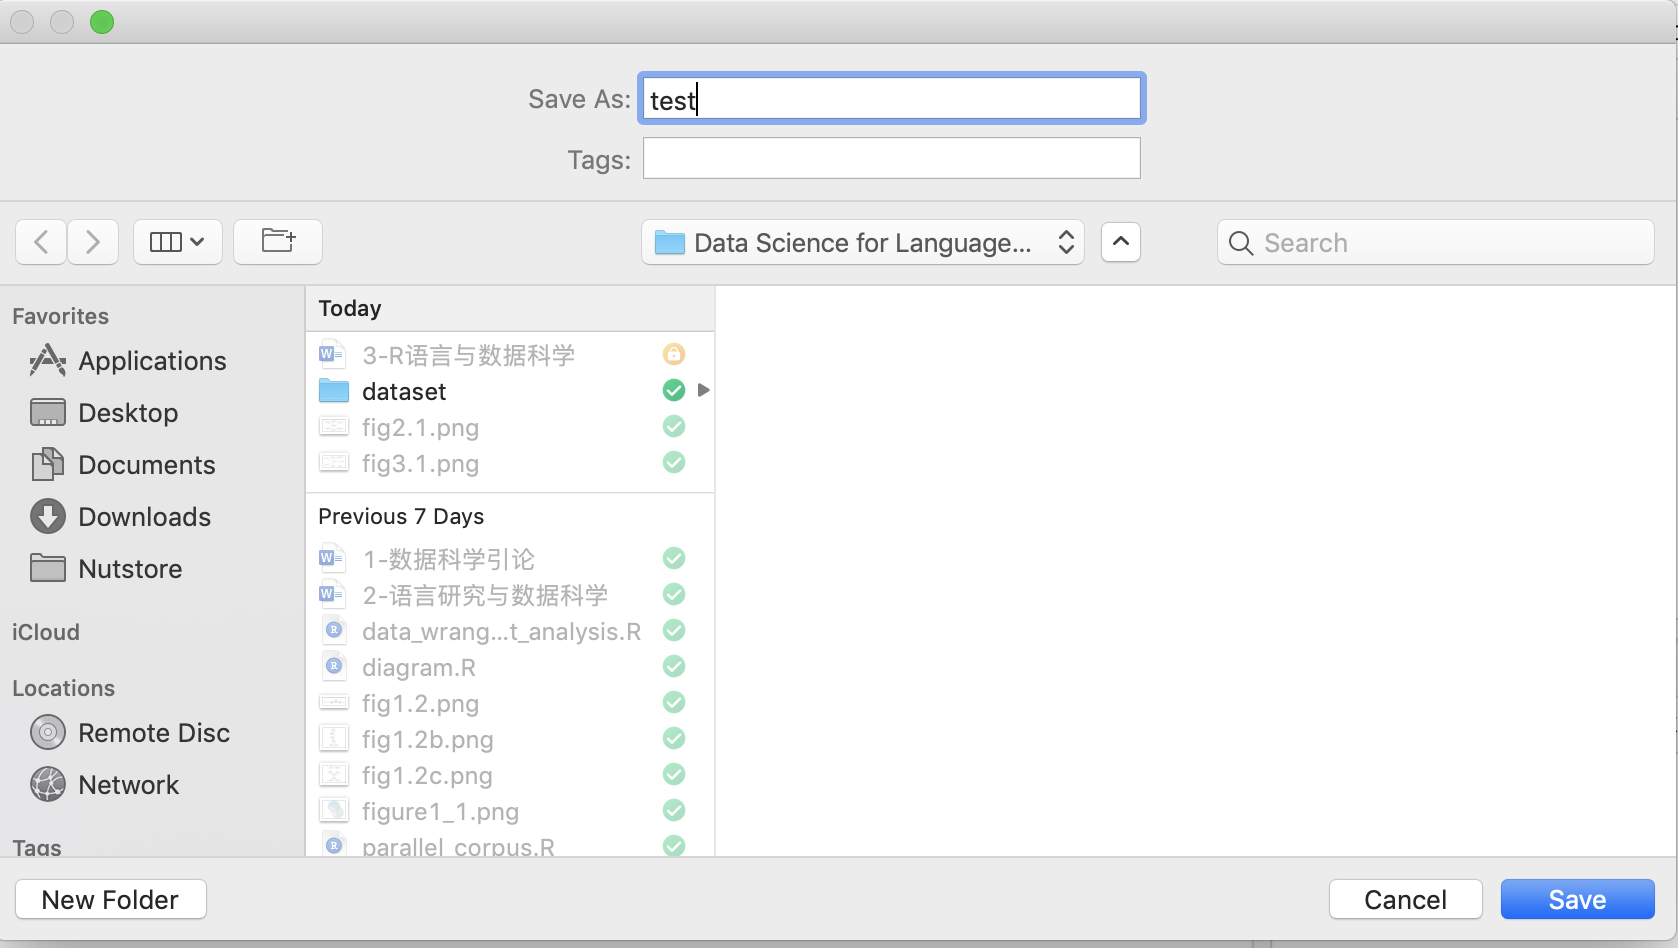 Save As: test
Tags:
Data Science for Language...
Search
Favorites
Applications
Desktop
Documents
Downloads
Nutstore
iCloud
Locations
Remote Disc
Network
Tags
Today
3-R语言与数据科学
dataset
fig2.1.png
fig3.1.png
Previous 7 Days
1-数据科学引论
2-语言研究与数据科学
data_wrang...t_analysis.R
diagram.R
fig1.2.png
fig1.2b.png
fig1.2c.png
figure1_1.png
parallel_corpus.R
New Folder
Cancel
Save